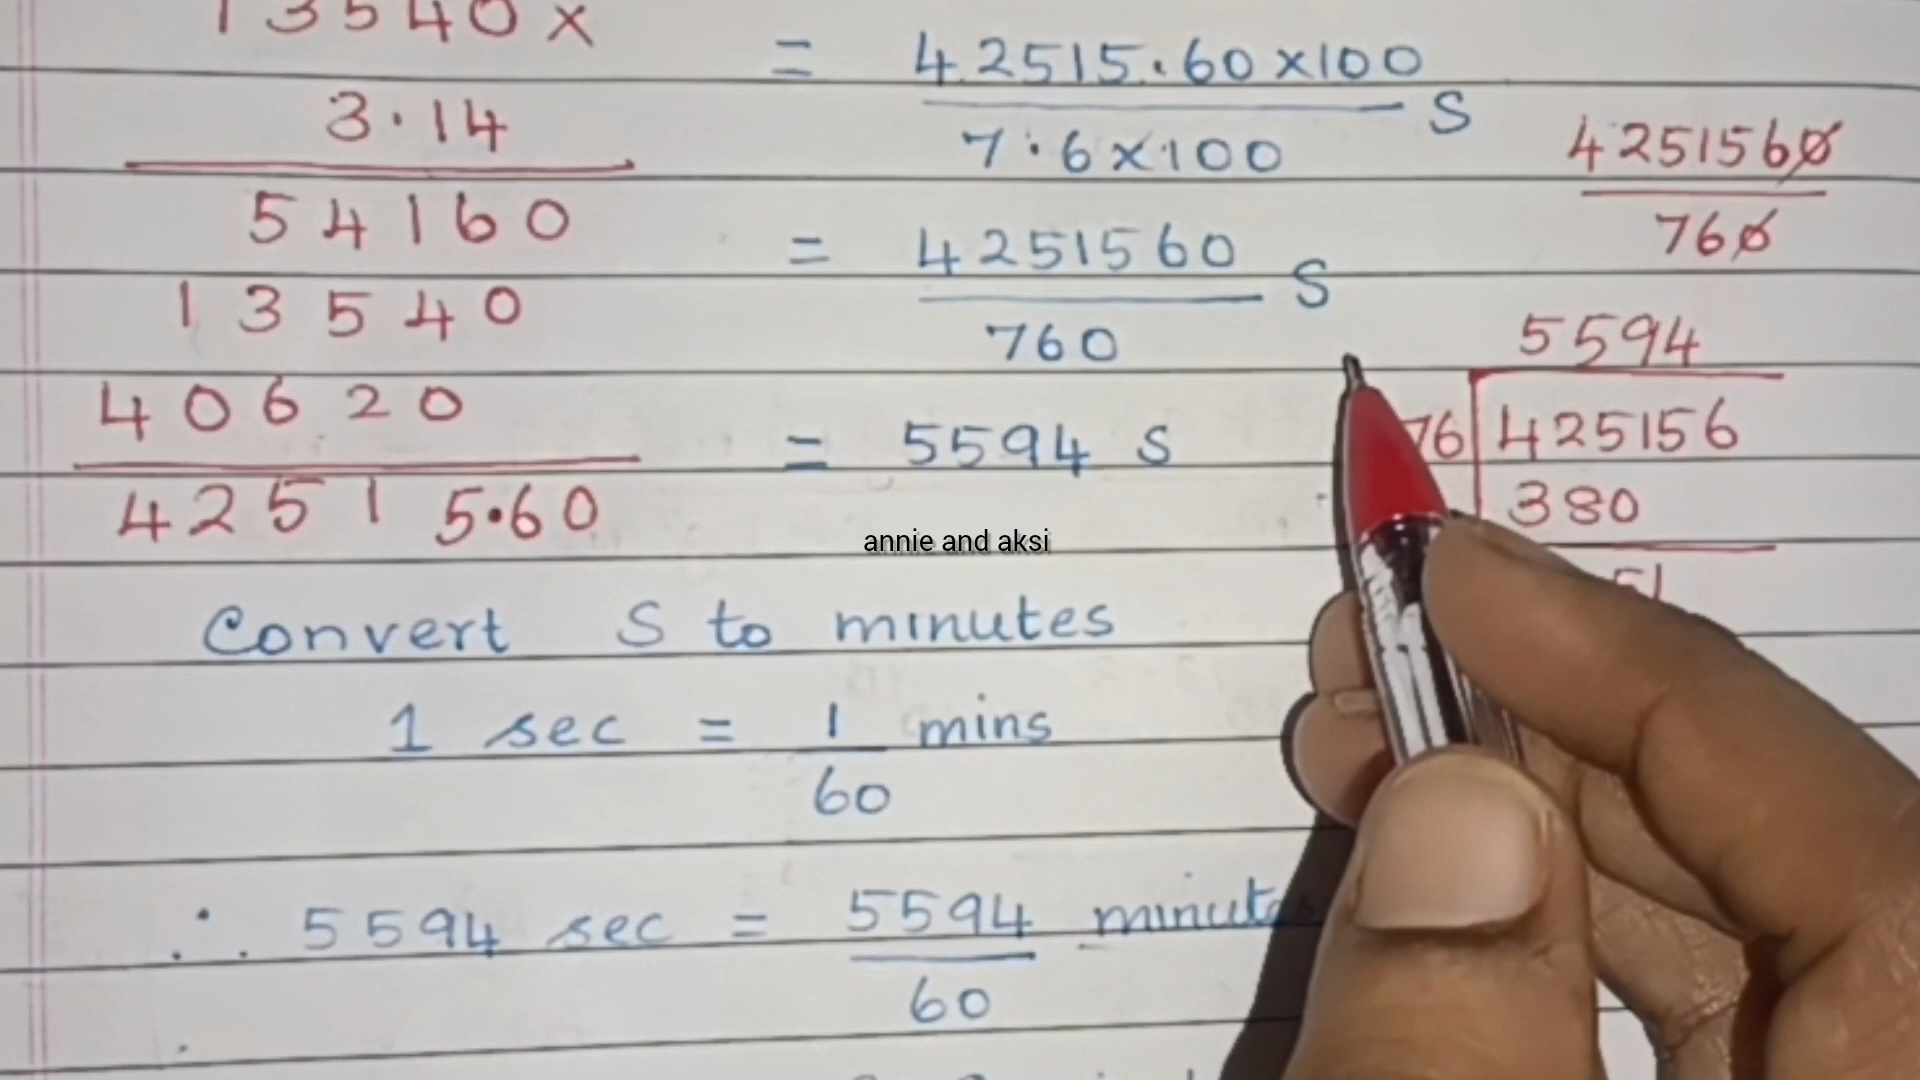 13540 x
3.14
54160
13540
40620
42515.60
= 42515.60 x100 / 7.6 x 100 S
= 4251560 / 760 S
= 5594 S
4251560
760
5594
76 425156
380
51
annie and aksi
Convert S to minutes
1 sec = 1/60 mins
∴ 5594 sec = 5594/60 minutes